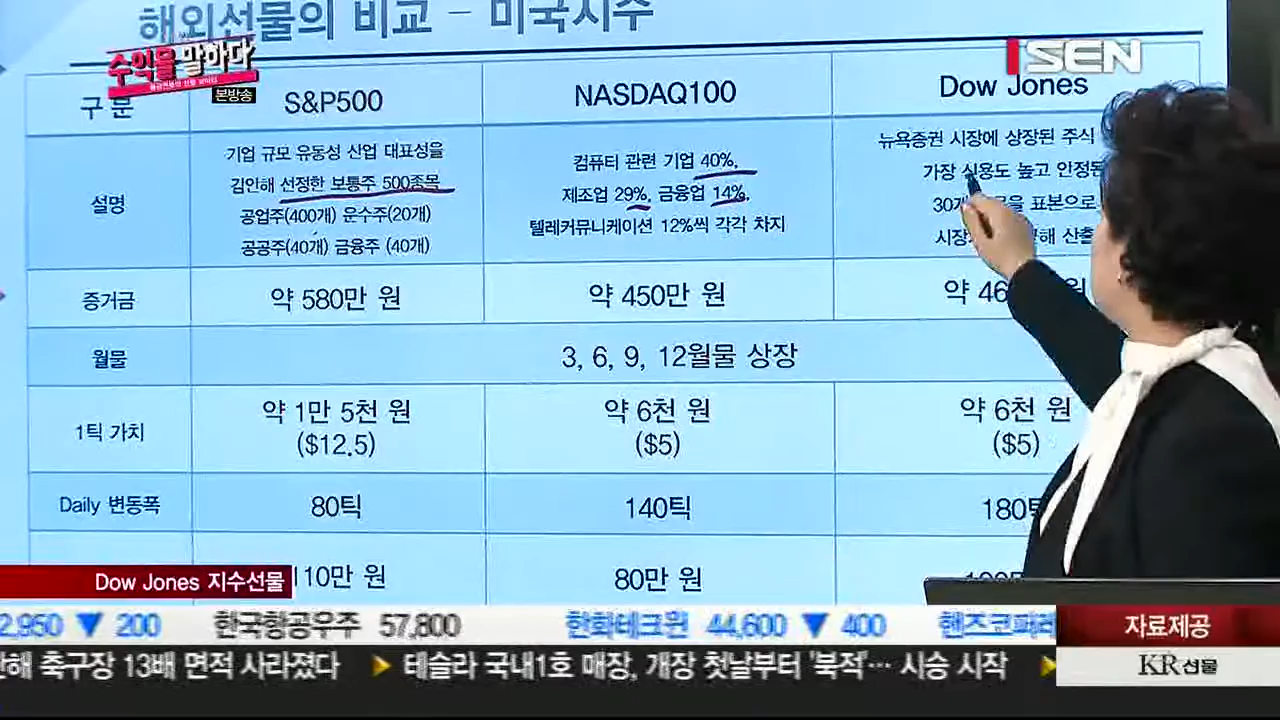 해외선물의 비교 - 미국지수
수익을 말하다
본방송
SEN
구 분
S&P500
NASDAQ100
Dow Jones
설명
기업 규모 유동성 산업 대표성을
김인해 선정한 보통주 500종목
공업주(400개) 운수주(20개)
공공주(40개) 금융주 (40개)
컴퓨티 관련 기업 40%,
제조업 29%, 금융업 14%,
텔레커뮤니케이션 12%씩 각각 차지
뉴욕증권 시장에 상장된 주식
가장 신용도 높고 안정된
30개
표본으로
산출
증거금
약 580만 원
약 450만 원
약 46
원
월물
3, 6, 9, 12월물 상장
1틱 가치
약 1만 5천 원
($12.5)
약 6천 원
($5)
약 6천 원
($5)
Daily 변동폭
80틱
140틱
180틱
110만 원
80만 원
Dow Jones 지수선물
2,950 ▼ 200 한국항공우주 57,800 한화테크윈 44,600 ▼ 400
자료제공
KR선물
축구장 13배 면적 사라졌다 ▶ 테슬라 국내1호 매장, 개장 첫날부터 '북적'… 시승 시작 ▶